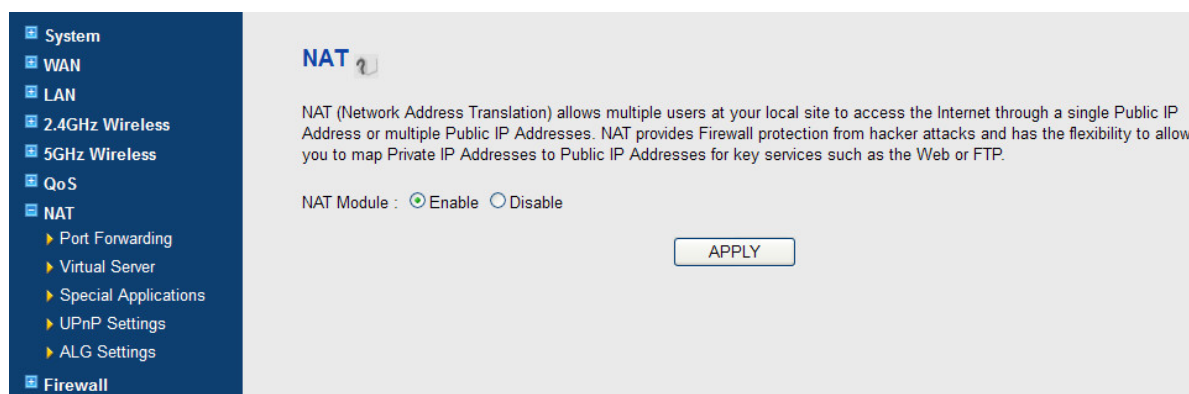 System
WAN
LAN
2.4GHz Wireless
5GHz Wireless
QoS
NAT
Port Forwarding
Virtual Server
Special Applications
UPnP Settings
ALG Settings
Firewall
NAT
NAT (Network Address Translation) allows multiple users at your local site to access the Internet through a single Public IP
Address or multiple Public IP Addresses. NAT provides Firewall protection from hacker attacks and has the flexibility to allow
you to map Private IP Addresses to Public IP Addresses for key services such as the Web or FTP.
NAT Module : Enable Disable
APPLY